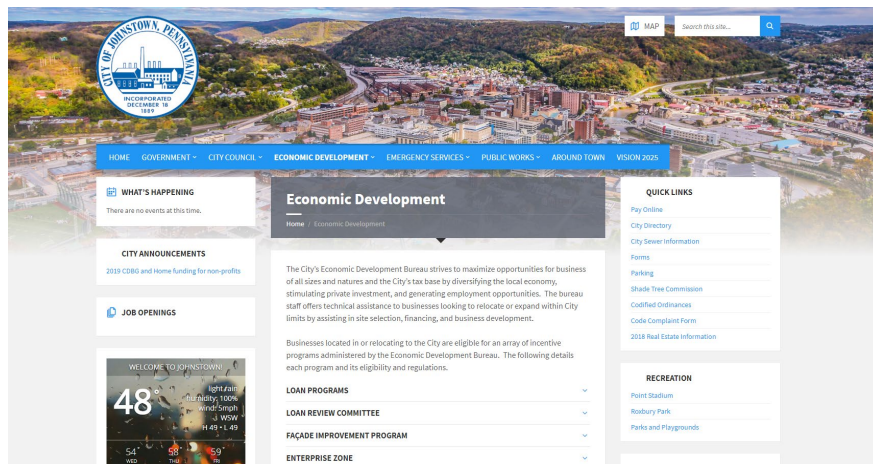 CITY OF JOHNSTOWN, PENNSYLVANIA
INCORPORATED
DECEMBER 18
1889
MAP
Search this site...
HOME GOVERNMENT CITY COUNCIL ECONOMIC DEVELOPMENT EMERGENCY SERVICES PUBLIC WORKS AROUND TOWN VISION 2025
WHAT'S HAPPENING
There are no events at this time.
CITY ANNOUNCEMENTS
2019 CDBG and Home funding for non-profits
JOB OPENINGS
WELCOME TO JOHNSTOWN!
48°
light rain
humidity: 100%
wind: 5mph
WSW
H 49 • L 49
54° 58° 59°
WED THU FRI
Economic Development
Home / Economic Development
The City's Economic Development Bureau strives to maximize opportunities for business
of all sizes and natures and the City's tax base by diversifying the local economy,
stimulating private investment, and generating employment opportunities. The bureau
staff offers technical assistance to businesses looking to relocate or expand within City
limits by assisting in site selection, financing, and business development.
Businesses located in or relocating to the City are eligible for an array of incentive
programs administered by the Economic Development Bureau. The following details
each program and its eligibility and regulations.
LOAN PROGRAMS
LOAN REVIEW COMMITTEE
FAÇADE IMPROVEMENT PROGRAM
ENTERPRISE ZONE
QUICK LINKS
Pay Online
City Directory
City Sewer Information
Forms
Parking
Shade Tree Commission
Codified Ordinances
Code Complaint Form
2018 Real Estate Information
RECREATION
Point Stadium
Roxbury Park
Parks and Playgrounds